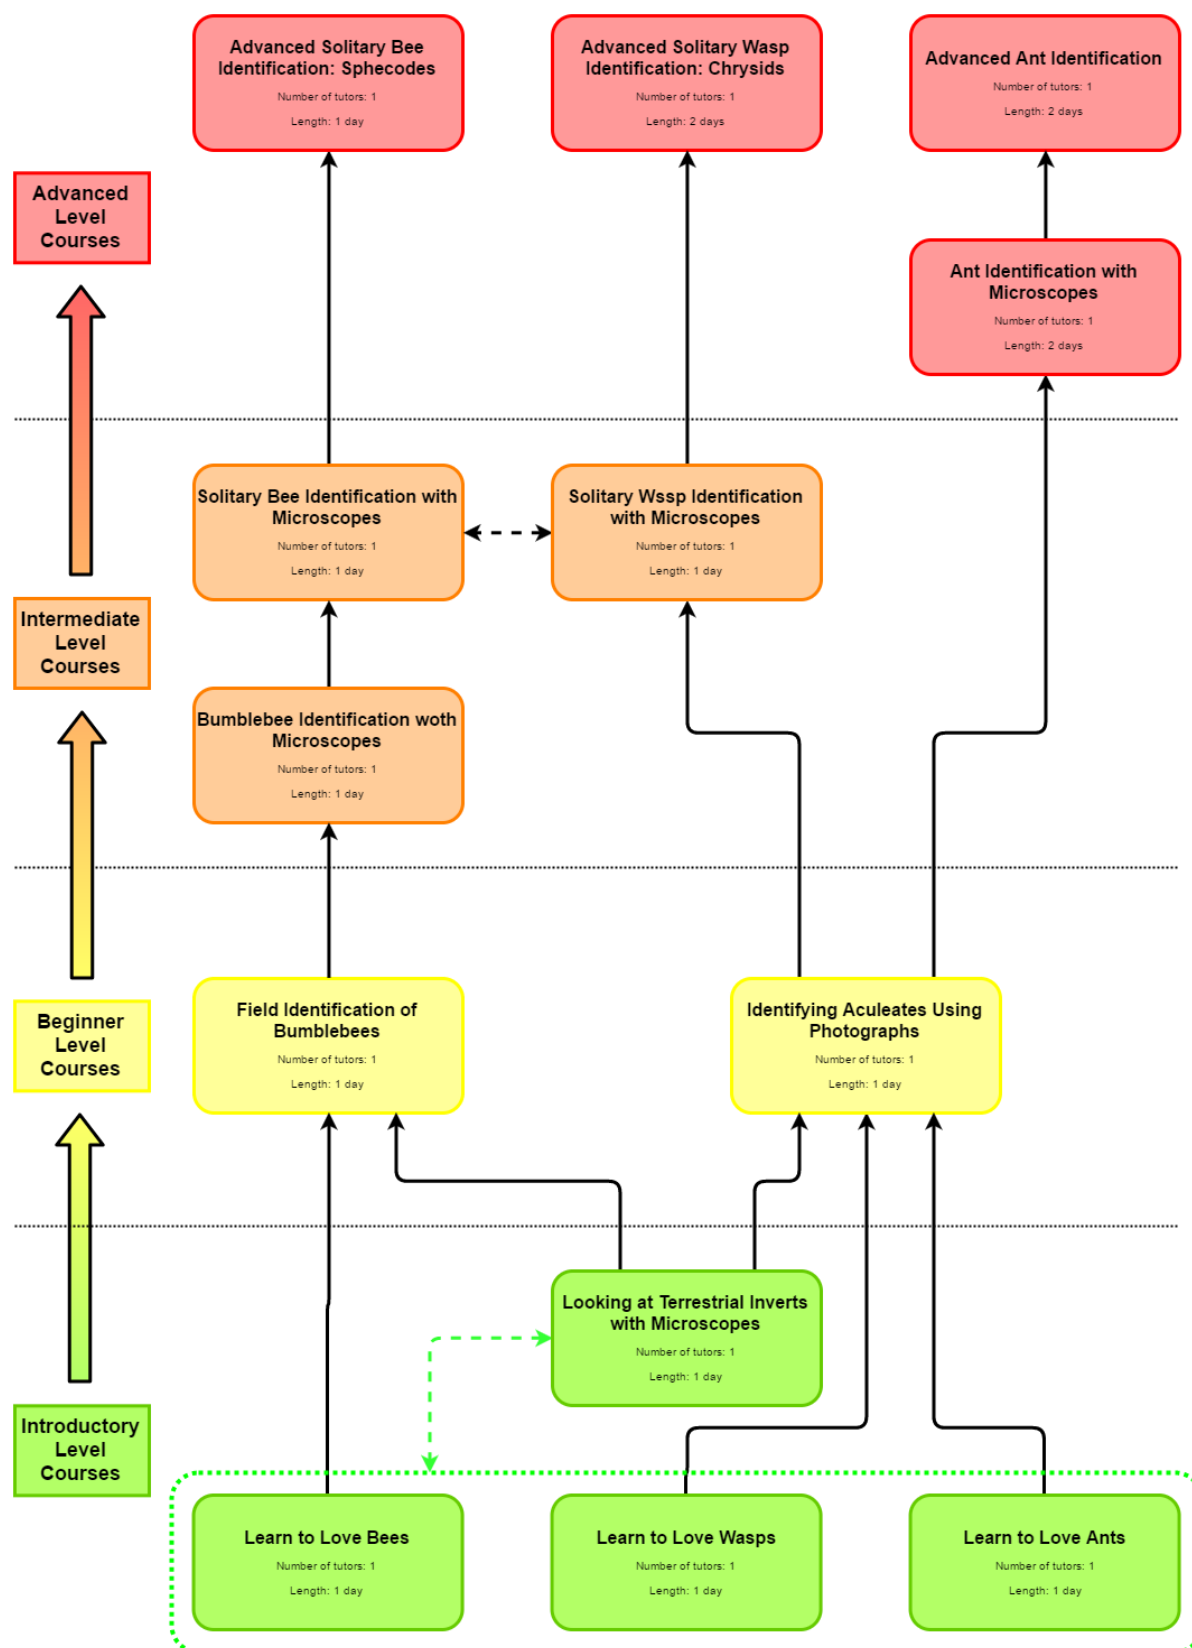 Advanced Solitary Bee
Identification: Sphecodes
Number of tutors: 1
Length: 1 day
Advanced Solitary Wasp
Identification: Chrysids
Number of tutors: 1
Length: 2 days
Advanced Ant Identification
Number of tutors: 1
Length: 2 days
Advanced
Level
Courses
Ant Identification with
Microscopes
Number of tutors: 1
Length: 2 days
Solitary Bee Identification with
Microscopes
Number of tutors: 1
Length: 1 day
Solitary Wssp Identification
with Microscopes
Number of tutors: 1
Length: 1 day
Intermediate
Level
Courses
Bumblebee Identification woth
Microscopes
Number of tutors: 1
Length: 1 day
Beginner
Level
Courses
Field Identification of
Bumblebees
Number of tutors: 1
Length: 1 day
Identifying Aculeates Using
Photographs
Number of tutors: 1
Length: 1 day
Looking at Terrestrial Inverts
with Microscopes
Number of tutors: 1
Length: 1 day
Introductory
Level
Courses
Learn to Love Bees
Number of tutors: 1
Length: 1 day
Learn to Love Wasps
Number of tutors: 1
Length: 1 day
Learn to Love Ants
Number of tutors: 1
Length: 1 day